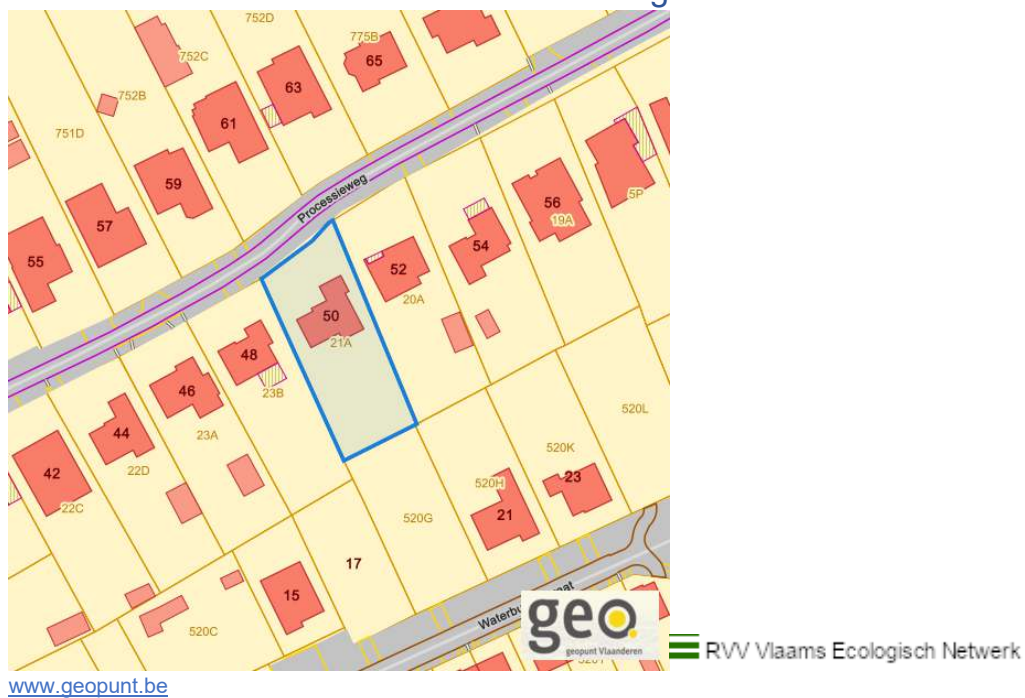 752D
775B
752C
65
63
752B
61
751D
59
Processieweg
57
56
5P
19A
55
54
52
20A
50
21A
48
46
23B
520L
23A
44
520K
22D
42
520H
23
22C
21
520G
17
15
520C
geo
geopunt Vlaanderen
RVV Vlaams Ecologisch Netwerk
www.geopunt.be